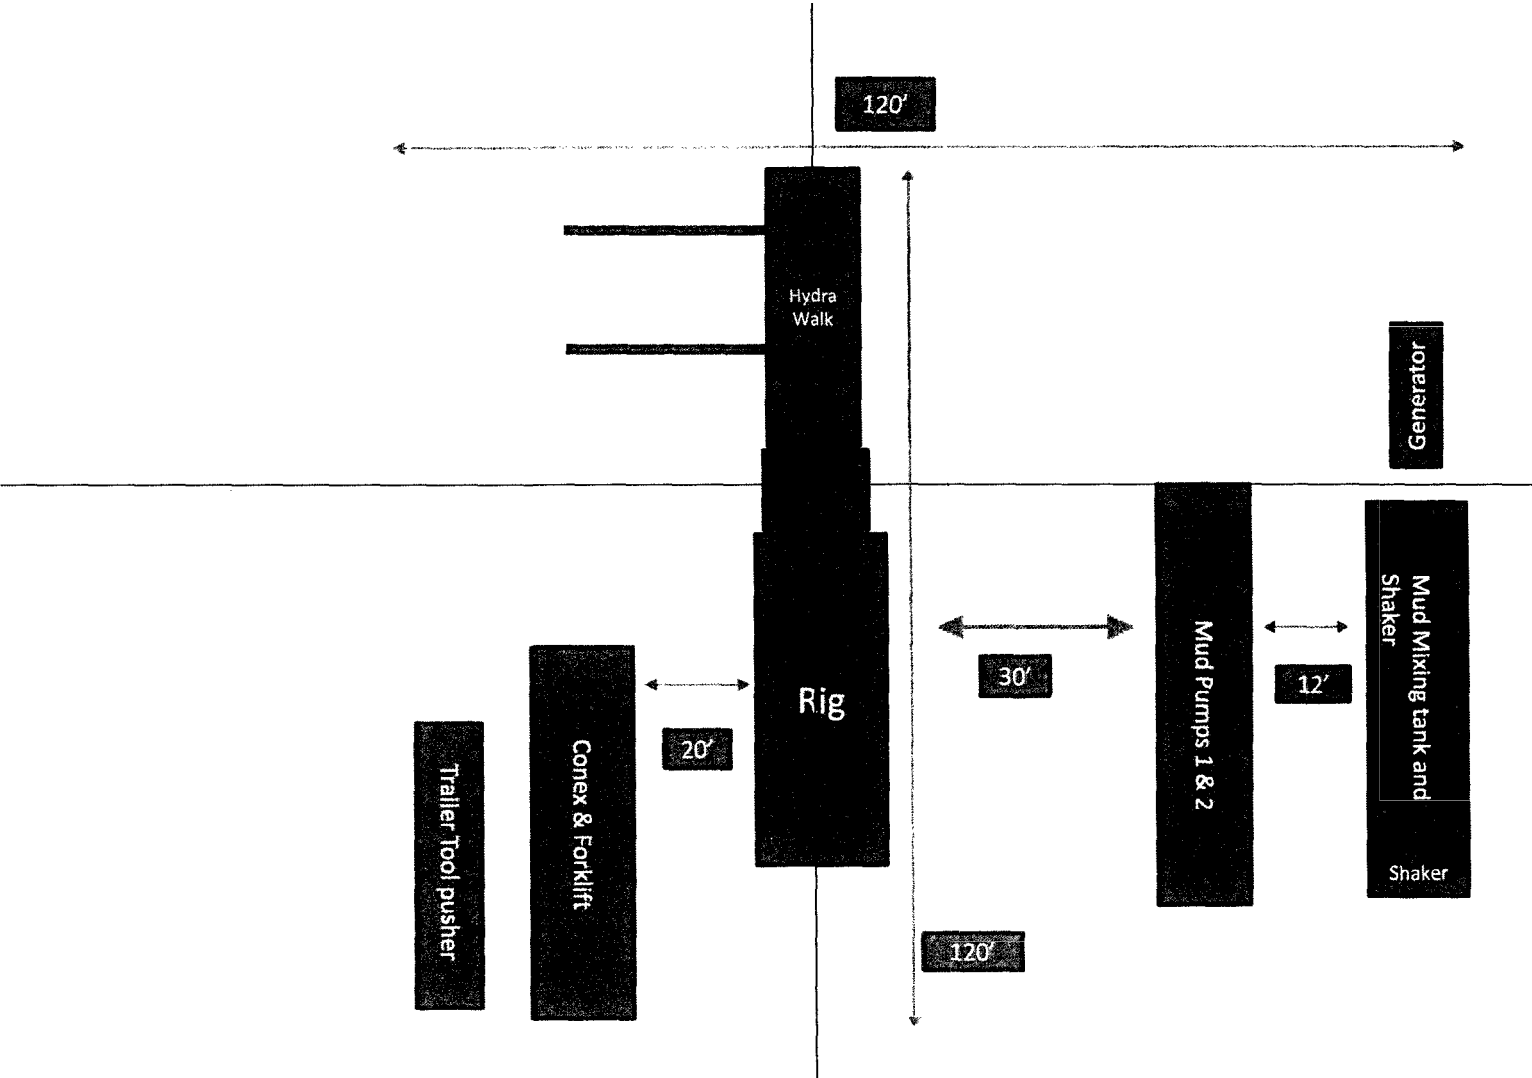 120'
Hydra
Walk
Generator
Mud Mixing tank and
Shaker
30'
12'
Mud Pumps 1 & 2
Rig
20'
Conex & Forklift
Trailer Tool pusher
Shaker
120'